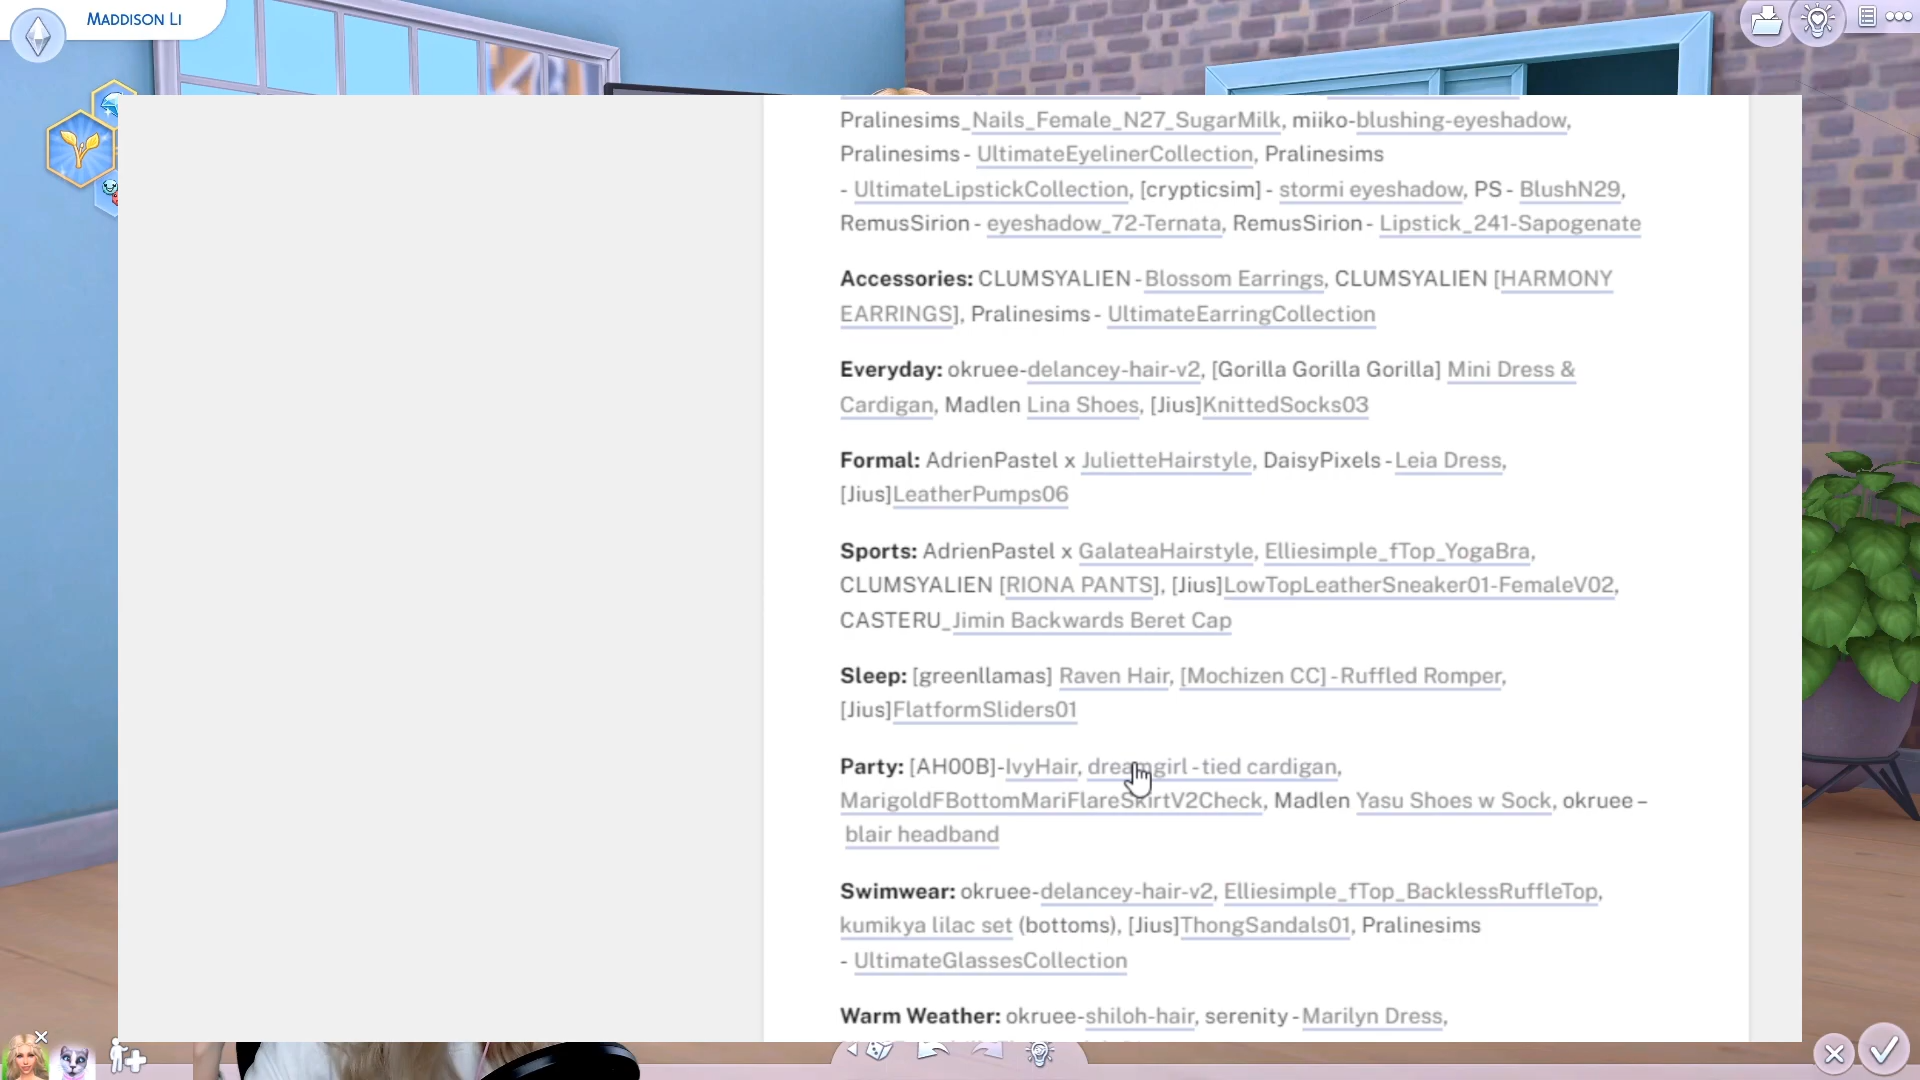 MADDISON LI
Pralinesims_Nails_Female_N27_SugarMilk, miiko-blushing-eyeshadow,
Pralinesims - UltimateEyelinerCollection, Pralinesims
- UltimateLipstickCollection, [crypticsim] - stormi eyeshadow, PS - BlushN29,
RemusSirion - eyeshadow_72-Ternata, RemusSirion - Lipstick_241-Sapogenate
Accessories: CLUMSYALIEN - Blossom Earrings, CLUMSYALIEN [HARMONY
EARRINGS], Pralinesims - UltimateEarringCollection
Everyday: okruee-delancey-hair-v2, [Gorilla Gorilla Gorilla] Mini Dress &
Cardigan, Madlen Lina Shoes, [Jius]KnittedSocks03
Formal: AdrienPastel x JulietteHairstyle, DaisyPixels - Leia Dress,
[Jius]LeatherPumps06
Sports: AdrienPastel x GalateaHairstyle, Elliesimple_fTop_YogaBra,
CLUMSYALIEN [RIONA PANTS], [Jius]LowTopLeatherSneaker01-FemaleV02,
CASTERU_Jimin Backwards Beret Cap
Sleep: [greenllamas] Raven Hair, [Mochizen CC] - Ruffled Romper,
[Jius]FlatformSliders01
Party: [AH00B]-IvyHair, dreamgirl - tied cardigan,
MarigoldFBottomMariFlareSkirtV2Check, Madlen Yasu Shoes w Sock, okruee –
blair headband
Swimwear: okruee-delancey-hair-v2, Elliesimple_fTop_BacklessRuffleTop,
kumikya lilac set (bottoms), [Jius]ThongSandals01, Pralinesims
- UltimateGlassesCollection
Warm Weather: okruee-shiloh-hair, serenity - Marilyn Dress,